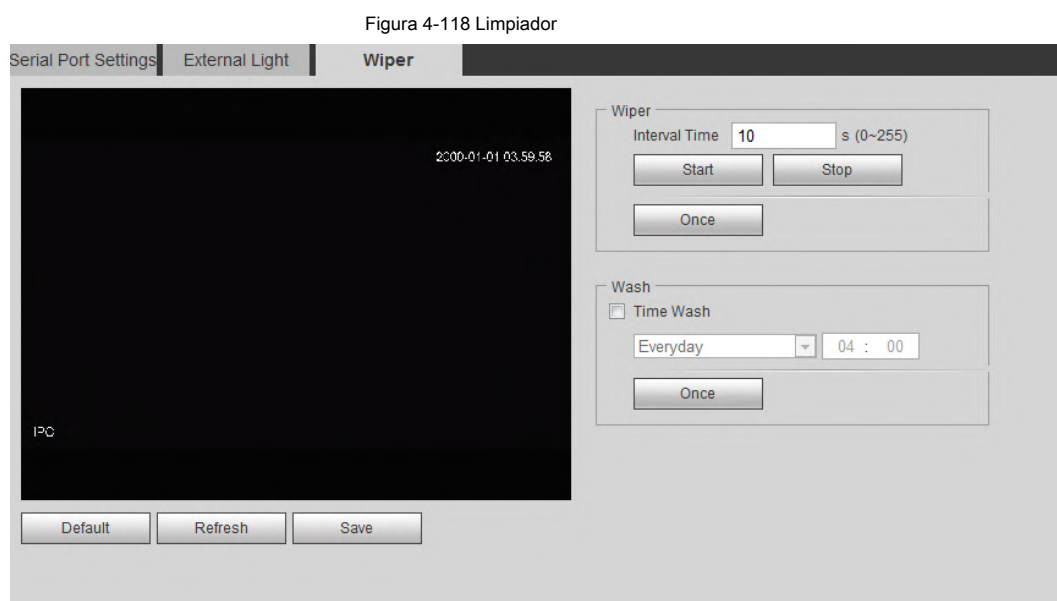 Figura 4-118 Limpiador
Serial Port Settings External Light Wiper
2000-01-01 03:59:58
IPC
Wiper
Interval Time 10 s (0~255)
Start Stop
Once
Wash
Time Wash
Everyday 04 : 00
Once
Default Refresh Save